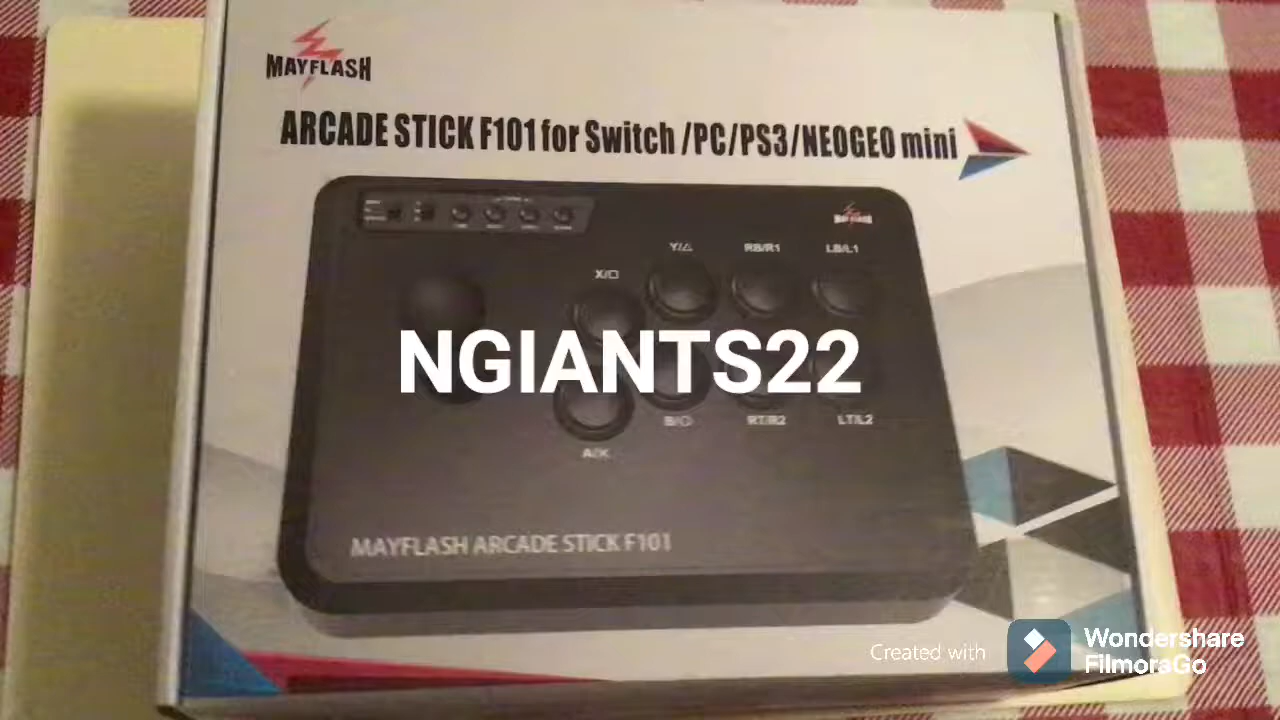 MAYFLASH
ARCADE STICK F101 for Switch /PC/PS3/NEOGEO mini
MAYFLASH
Y/△ RB/R1 LB/L1
X/□
NGIANTS22
B/○ RT/R2 LT/L2
A/X
MAYFLASH ARCADE STICK F101
Created with Wondershare
FilmoraGo